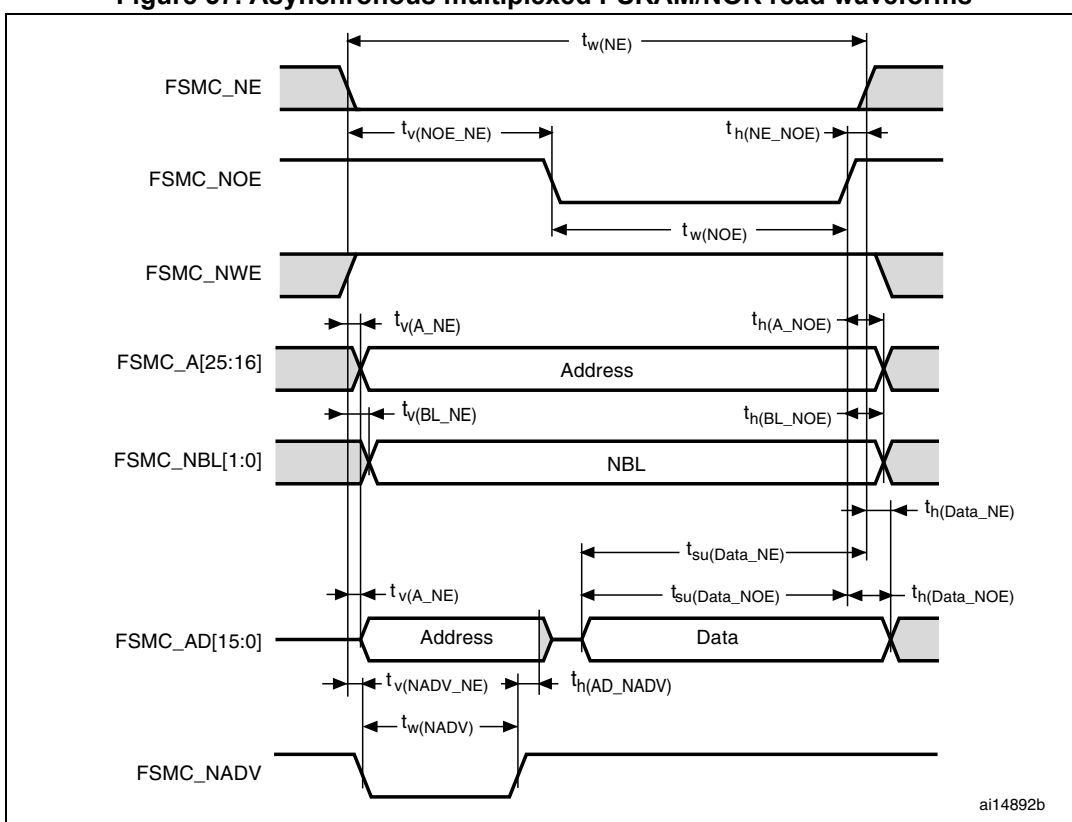 Figure 37. Asynchronous multiplexed PSRAM/NOR read waveforms
tw(NE)
FSMC_NE
tv(NOE_NE)
th(NE_NOE)
FSMC_NOE
tw(NOE)
FSMC_NWE
tv(A_NE)
th(A_NOE)
FSMC_A[25:16]
Address
tv(BL_NE)
th(BL_NOE)
FSMC_NBL[1:0]
NBL
th(Data_NE)
tsu(Data_NE)
tv(A_NE)
tsu(Data_NOE)
th(Data_NOE)
FSMC_AD[15:0]
Address
Data
tv(NADV_NE)
th(AD_NADV)
tw(NADV)
FSMC_NADV
ai14892b